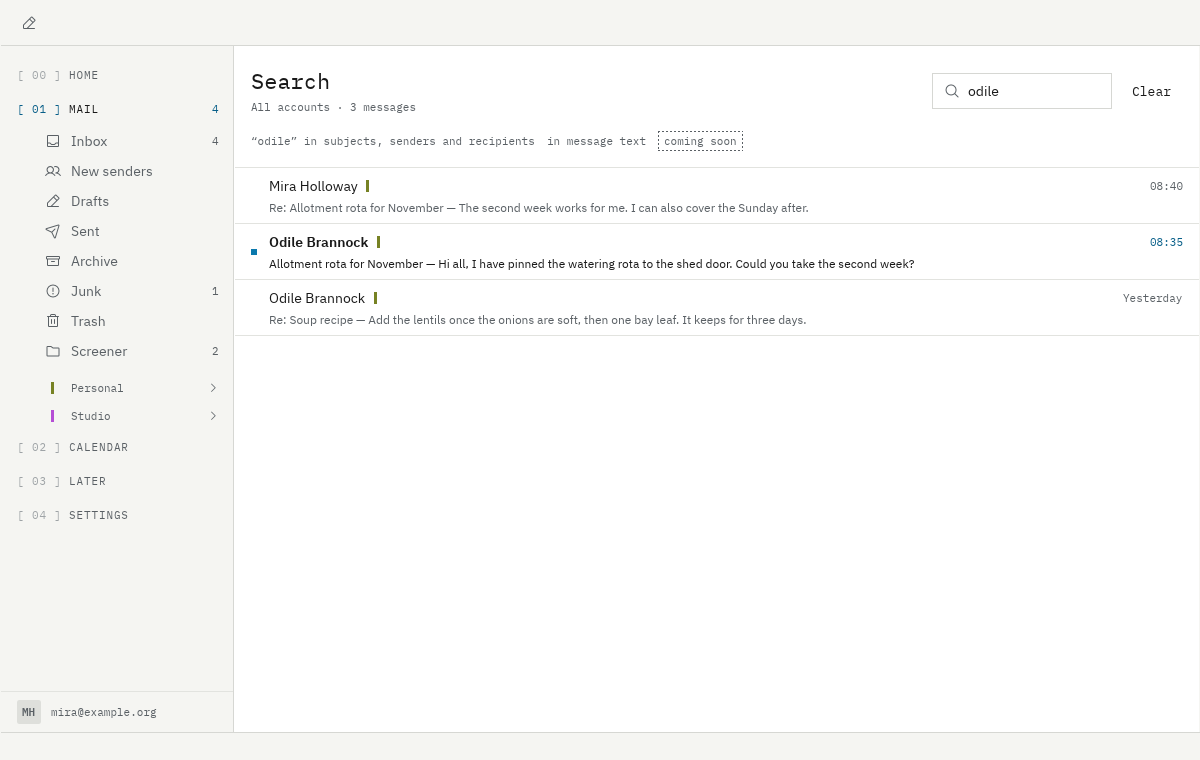 [ 00 ] HOME
[ 01 ] MAIL 4
Inbox 4
New senders
Drafts
Sent
Archive
Junk 1
Trash
Screener 2
Personal
Studio
[ 02 ] CALENDAR
[ 03 ] LATER
[ 04 ] SETTINGS
MH mira@example.org
Search
All accounts · 3 messages
odile
Clear
“odile” in subjects, senders and recipients in message text coming soon
Mira Holloway 08:40
Re: Allotment rota for November — The second week works for me. I can also cover the Sunday after.
Odile Brannock 08:35
Allotment rota for November — Hi all, I have pinned the watering rota to the shed door. Could you take the second week?
Odile Brannock Yesterday
Re: Soup recipe — Add the lentils once the onions are soft, then one bay leaf. It keeps for three days.